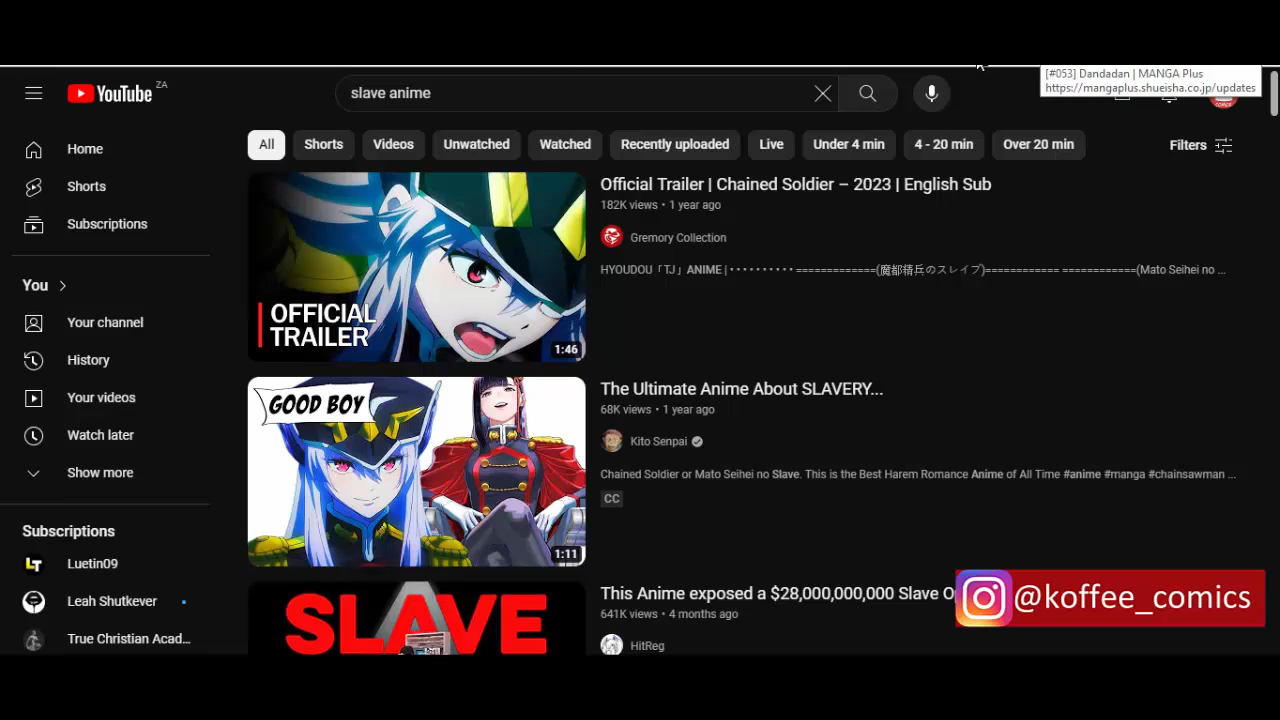 [#053] Dandadan | MANGA Plus
https://mangaplus.shueisha.co.jp/updates
YouTube ZA
slave anime
All
Shorts
Videos
Unwatched
Watched
Recently uploaded
Live
Under 4 min
4 - 20 min
Over 20 min
Filters
Home
Shorts
Subscriptions
You
Your channel
History
Your videos
Watch later
Show more
Subscriptions
Luetin09
Leah Shutkever
True Christian Acad...
OFFICIAL
TRAILER
1:46
Official Trailer | Chained Soldier – 2023 | English Sub
182K views • 1 year ago
Gremory Collection
HYOUDOU「TJ」ANIME | • • • • • • • • • • =============(魔都精兵のスレイブ)============ ============(Mato Seihei no ...
GOOD BOY
1:11
The Ultimate Anime About SLAVERY...
68K views • 1 year ago
Kito Senpai
Chained Soldier or Mato Seihei no Slave. This is the Best Harem Romance Anime of All Time #anime #manga #chainsawman ...
CC
SLAVE
This Anime exposed a $28,000,000,000 Slave O
641K views • 4 months ago
HitReg
@koffee_comics
LT